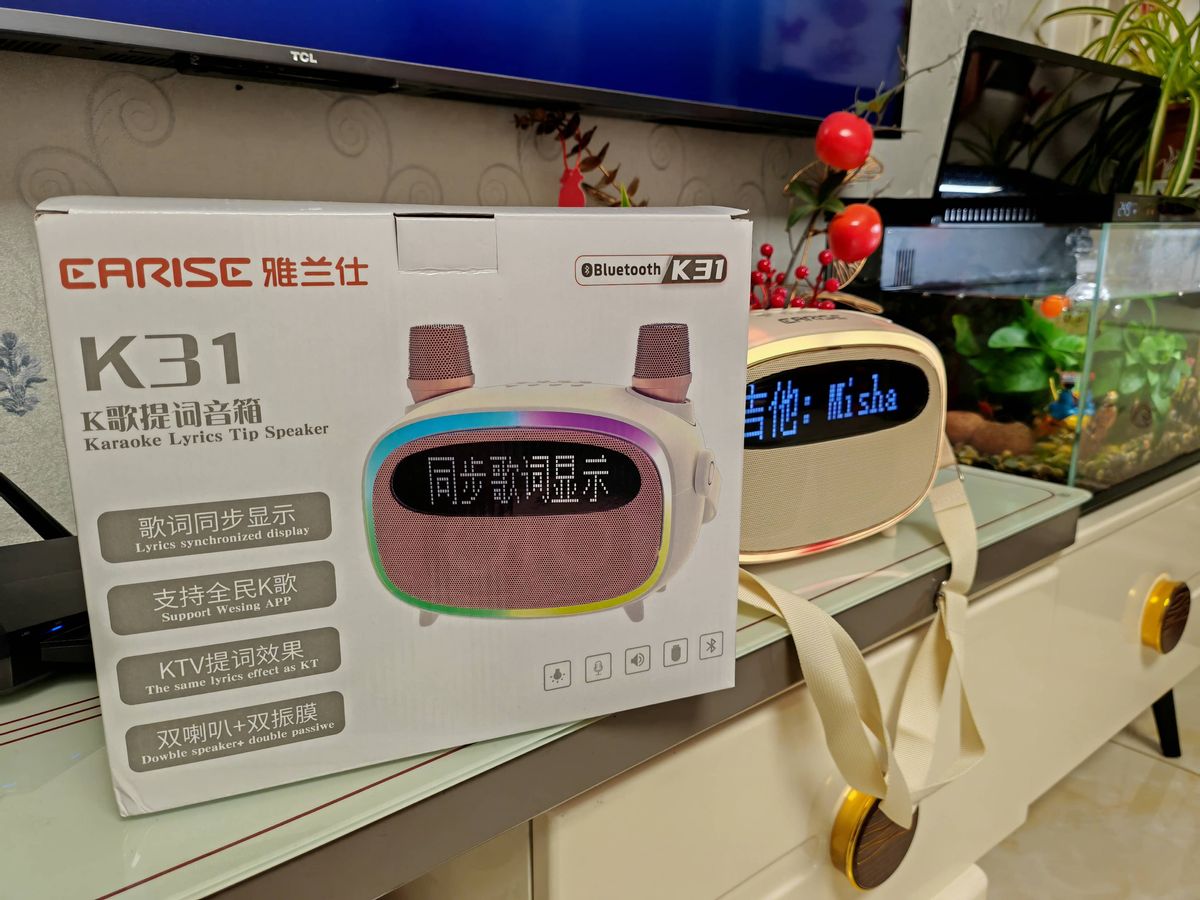 TCL
EARISE 雅兰仕
Bluetooth K31
K31
K歌提词音箱
Karaoke Lyrics Tip Speaker
同步歌词显示
歌词同步显示
Lyrics synchronized display
支持全民K歌
Support Wesing APP
KTV提词效果
The same lyrics effect as KT
双喇叭+双振膜
Dowble speaker+ double passiwe
EARISE
吉他: Misha